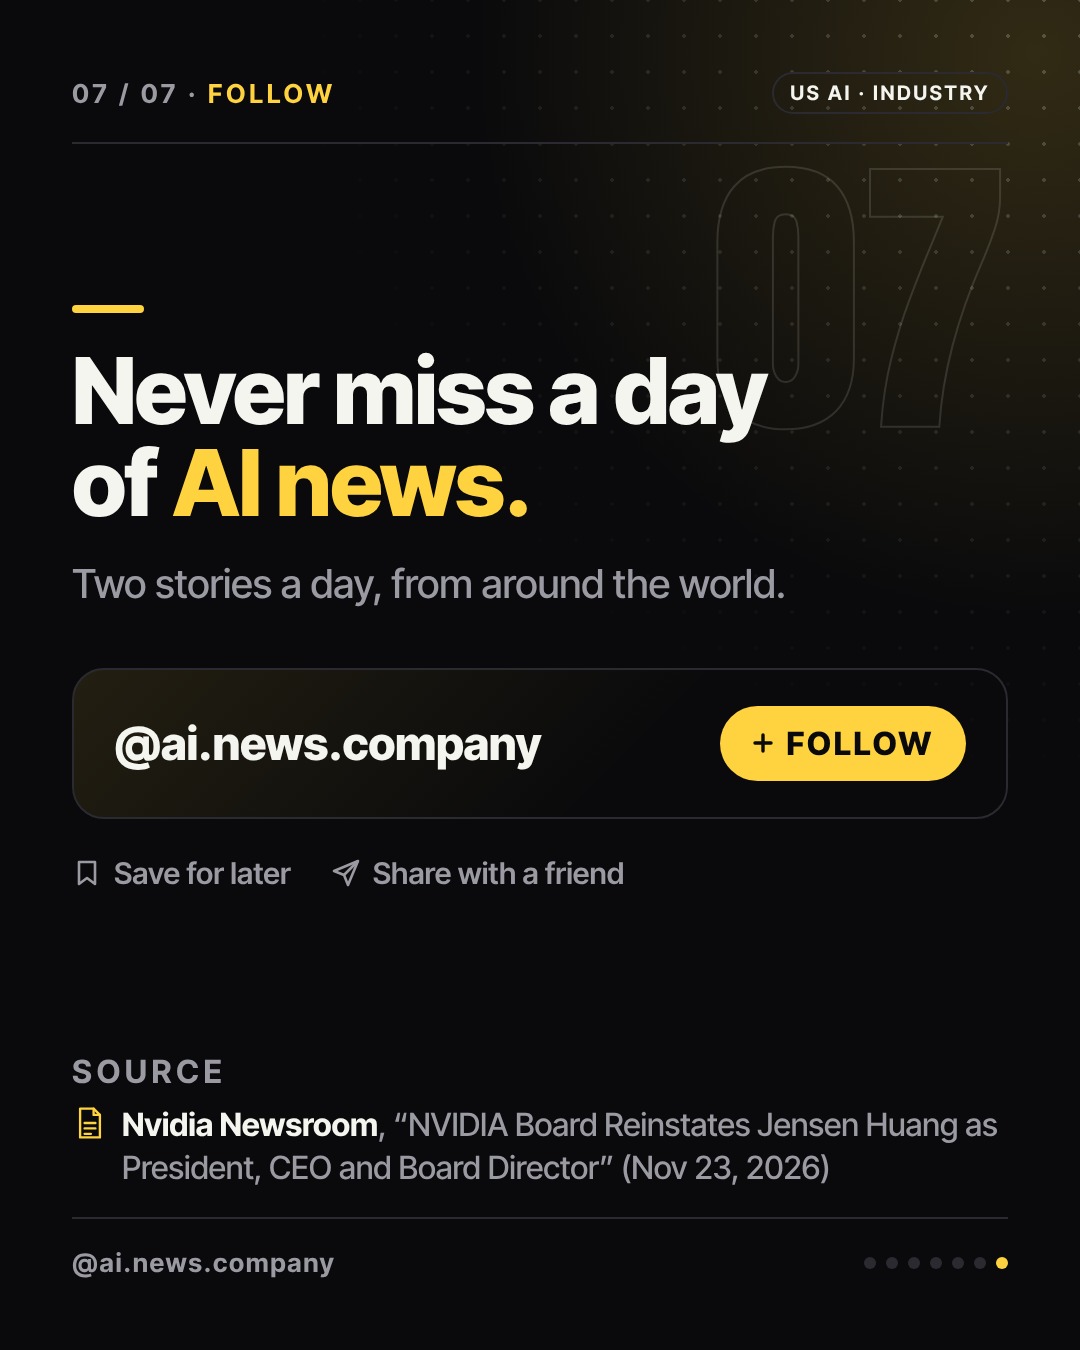 07 / 07 · FOLLOW
US AI · INDUSTRY
07
Never miss a day
of AI news.
Two stories a day, from around the world.
@ai.news.company
+ FOLLOW
Save for later
Share with a friend
SOURCE
Nvidia Newsroom, “NVIDIA Board Reinstates Jensen Huang as
President, CEO and Board Director” (Nov 23, 2026)
@ai.news.company